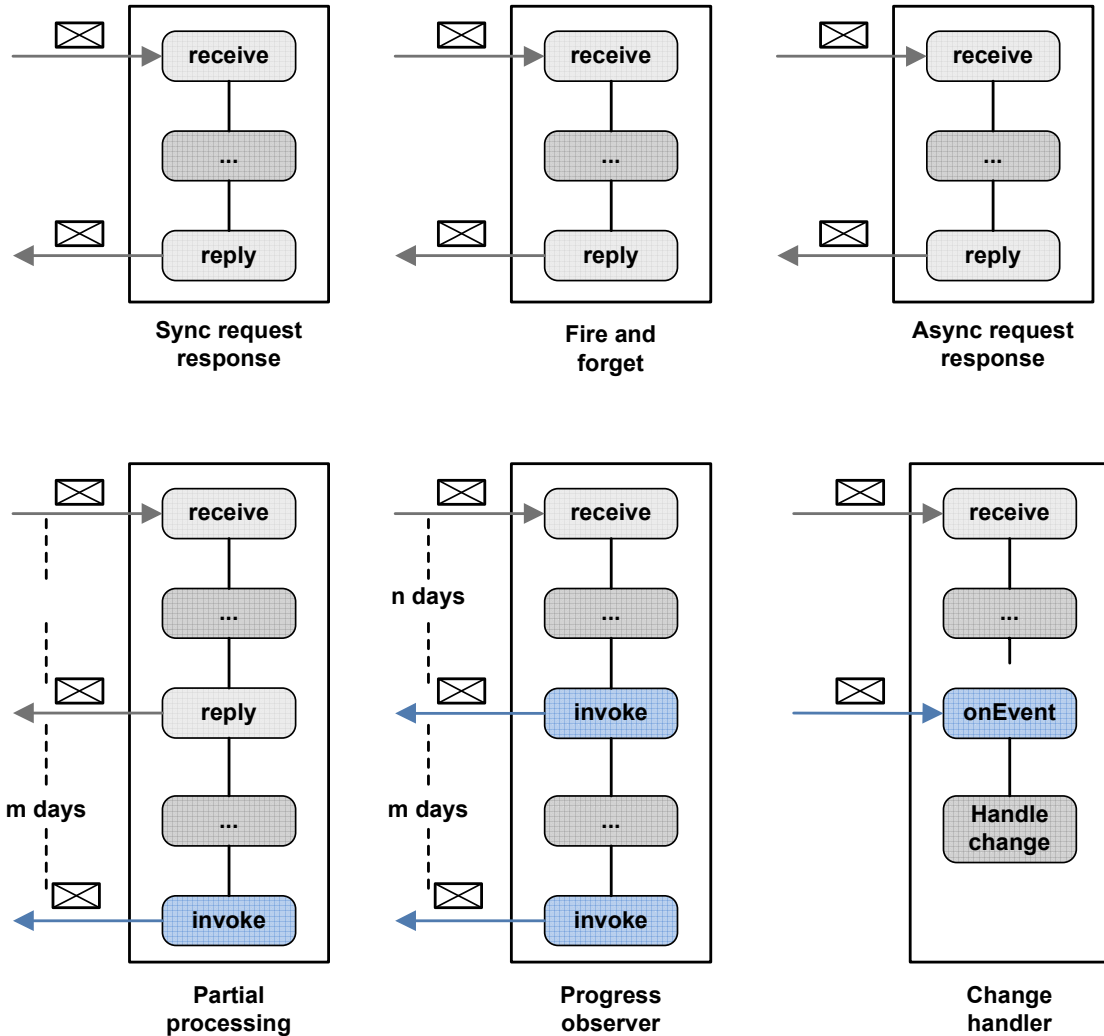 receive
...
reply
Sync request
response
receive
...
reply
Fire and
forget
receive
...
reply
Async request
response
receive
...
reply
m days
...
invoke
Partial
processing
receive
n days
...
invoke
m days
...
invoke
Progress
observer
receive
...
onEvent
Handle
change
Change
handler